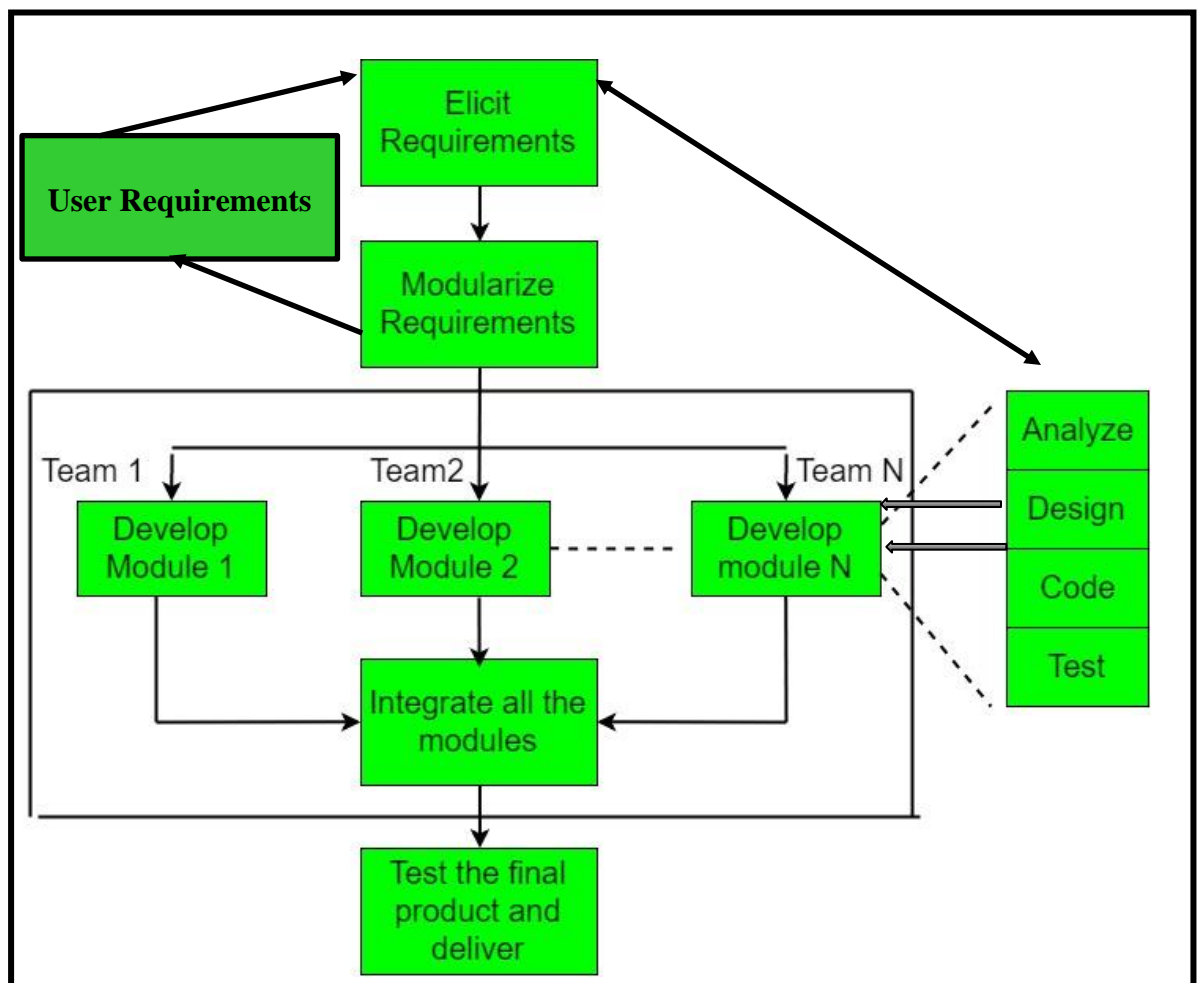 Elicit
Requirements
User Requirements
Modularize
Requirements
Team 1
Team2
Team N
Develop
Module 1
Develop
Module 2
Develop
module N
Analyze
Design
Code
Test
Integrate all the
modules
Test the final
product and
deliver